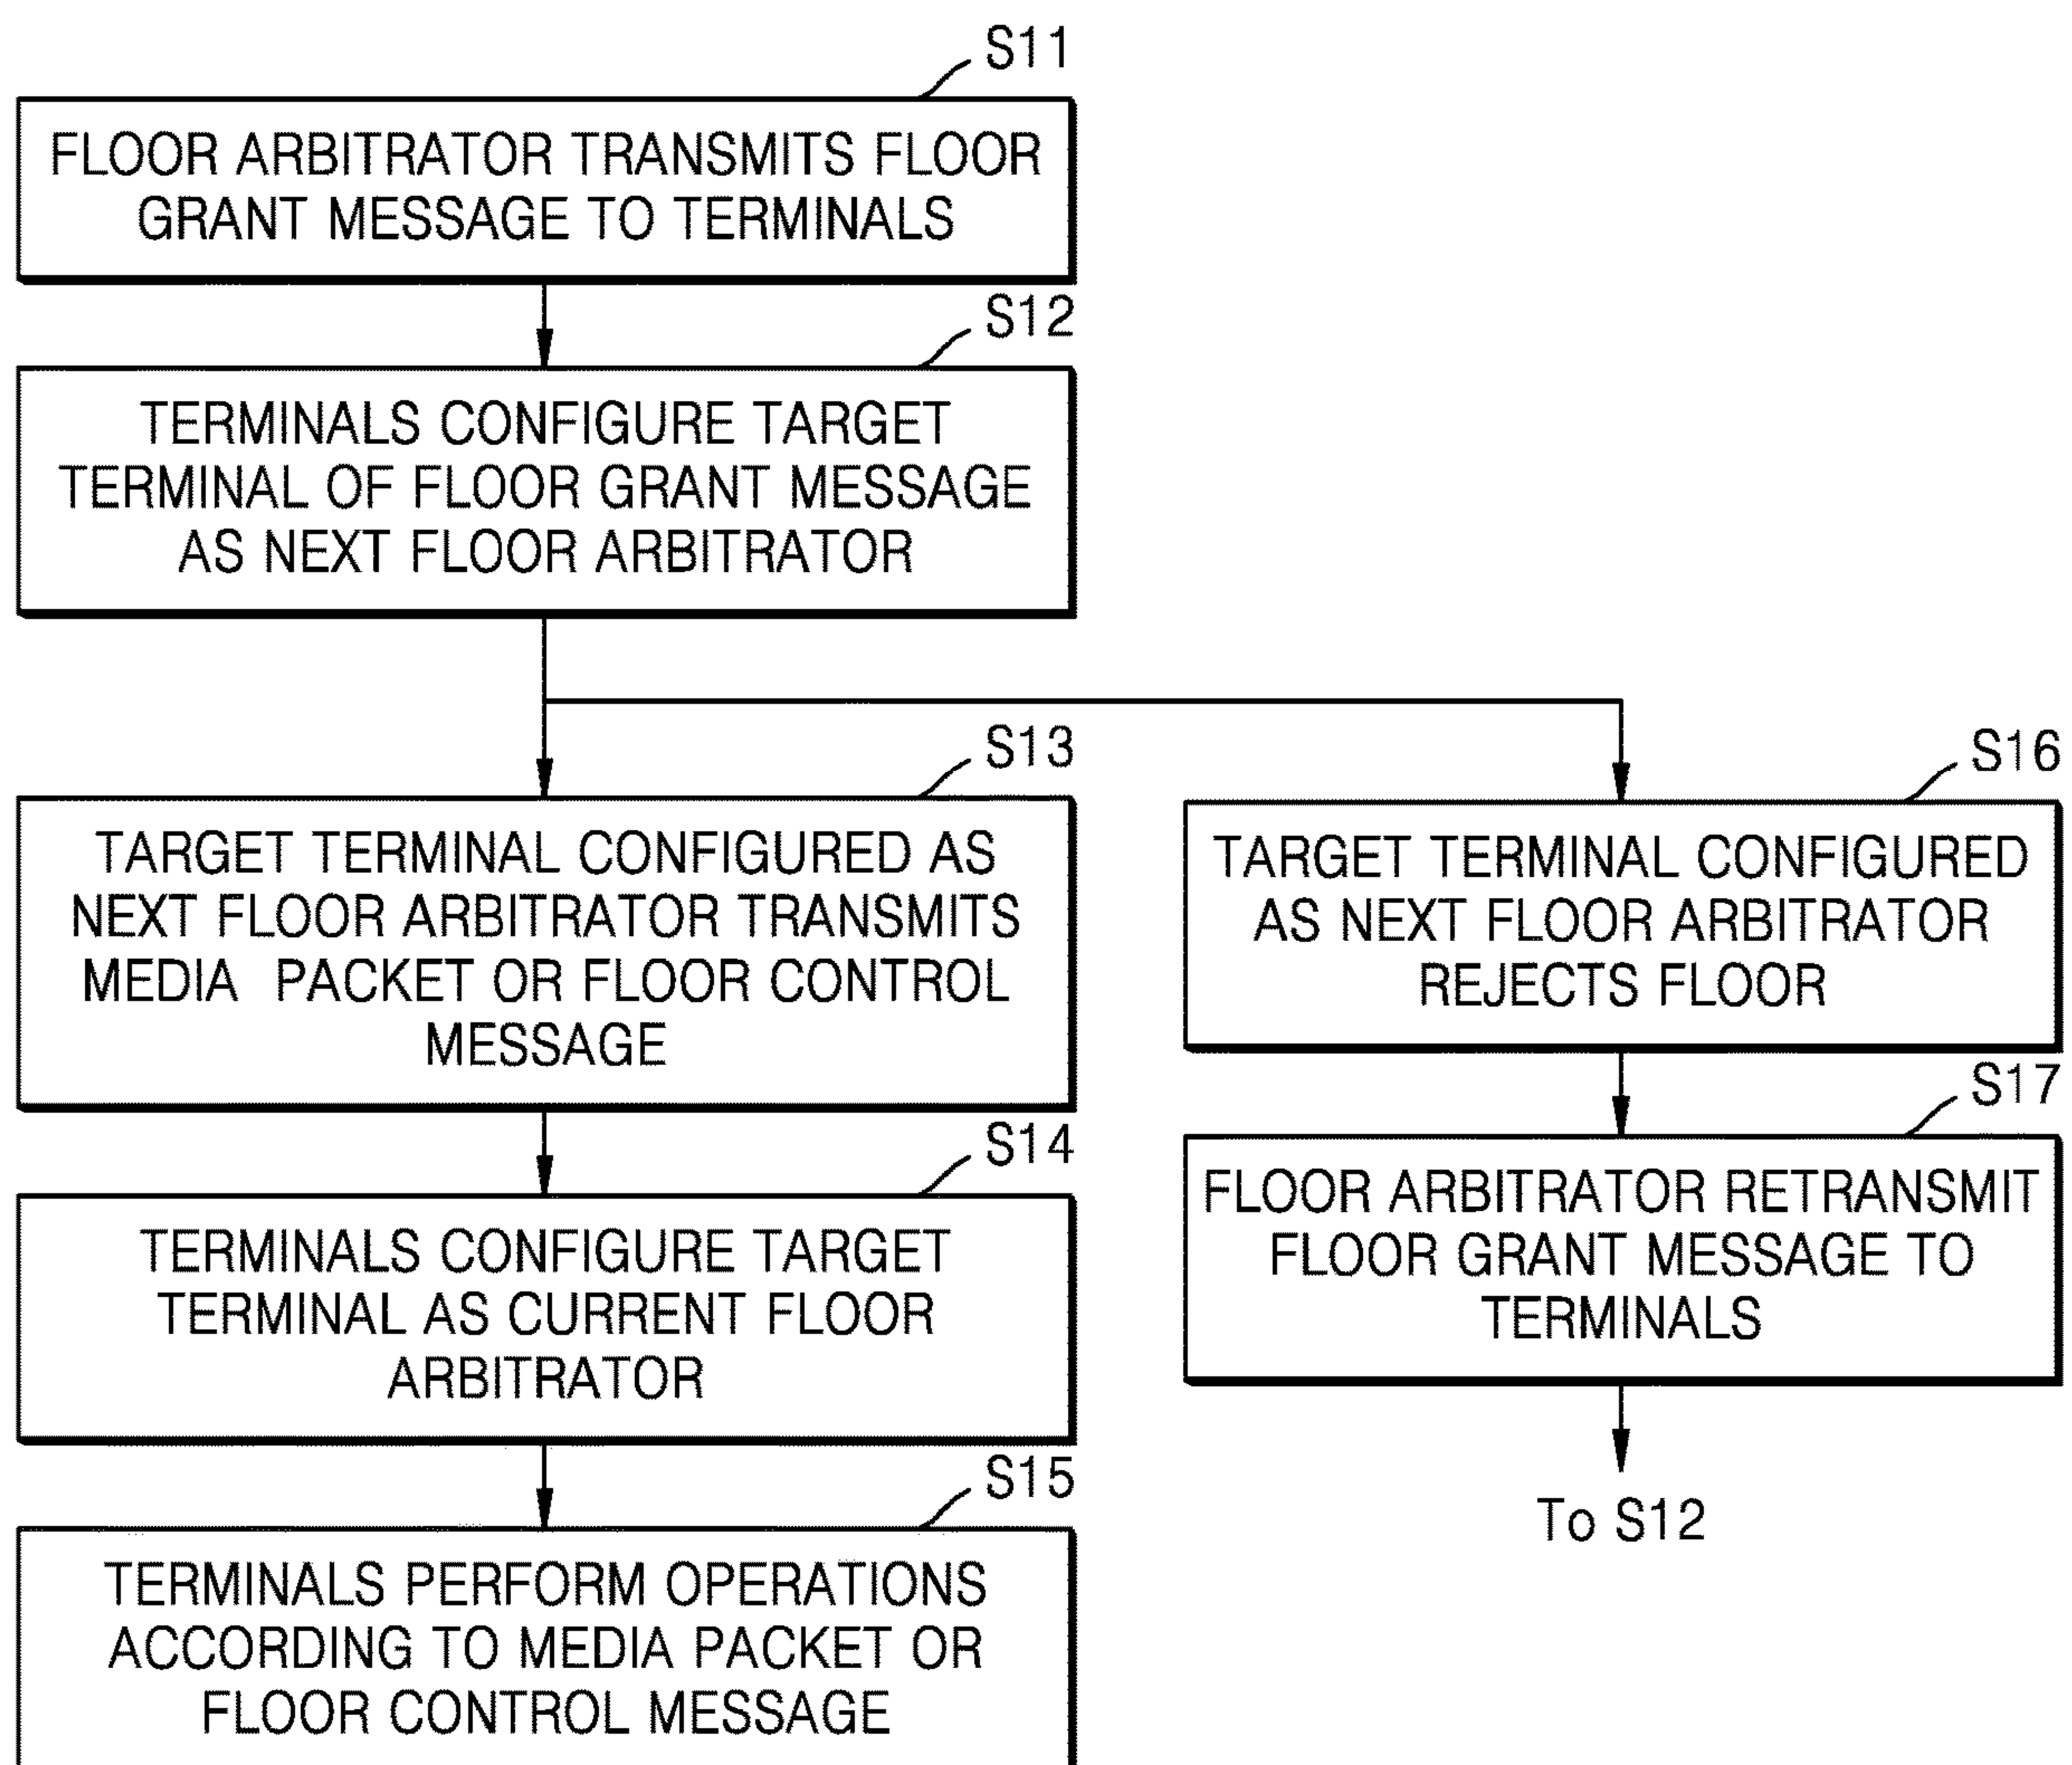 S11
FLOOR ARBITRATOR TRANSMITS FLOOR
GRANT MESSAGE TO TERMINALS
S12
TERMINALS CONFIGURE TARGET
TERMINAL OF FLOOR GRANT MESSAGE
AS NEXT FLOOR ARBITRATOR
S13
TARGET TERMINAL CONFIGURED AS
NEXT FLOOR ARBITRATOR TRANSMITS
MEDIA PACKET OR FLOOR CONTROL
MESSAGE
S14
TERMINALS CONFIGURE TARGET
TERMINAL AS CURRENT FLOOR
ARBITRATOR
S15
TERMINALS PERFORM OPERATIONS
ACCORDING TO MEDIA PACKET OR
FLOOR CONTROL MESSAGE
S16
TARGET TERMINAL CONFIGURED
AS NEXT FLOOR ARBITRATOR
REJECTS FLOOR
S17
FLOOR ARBITRATOR RETRANSMIT
FLOOR GRANT MESSAGE TO
TERMINALS
To S12